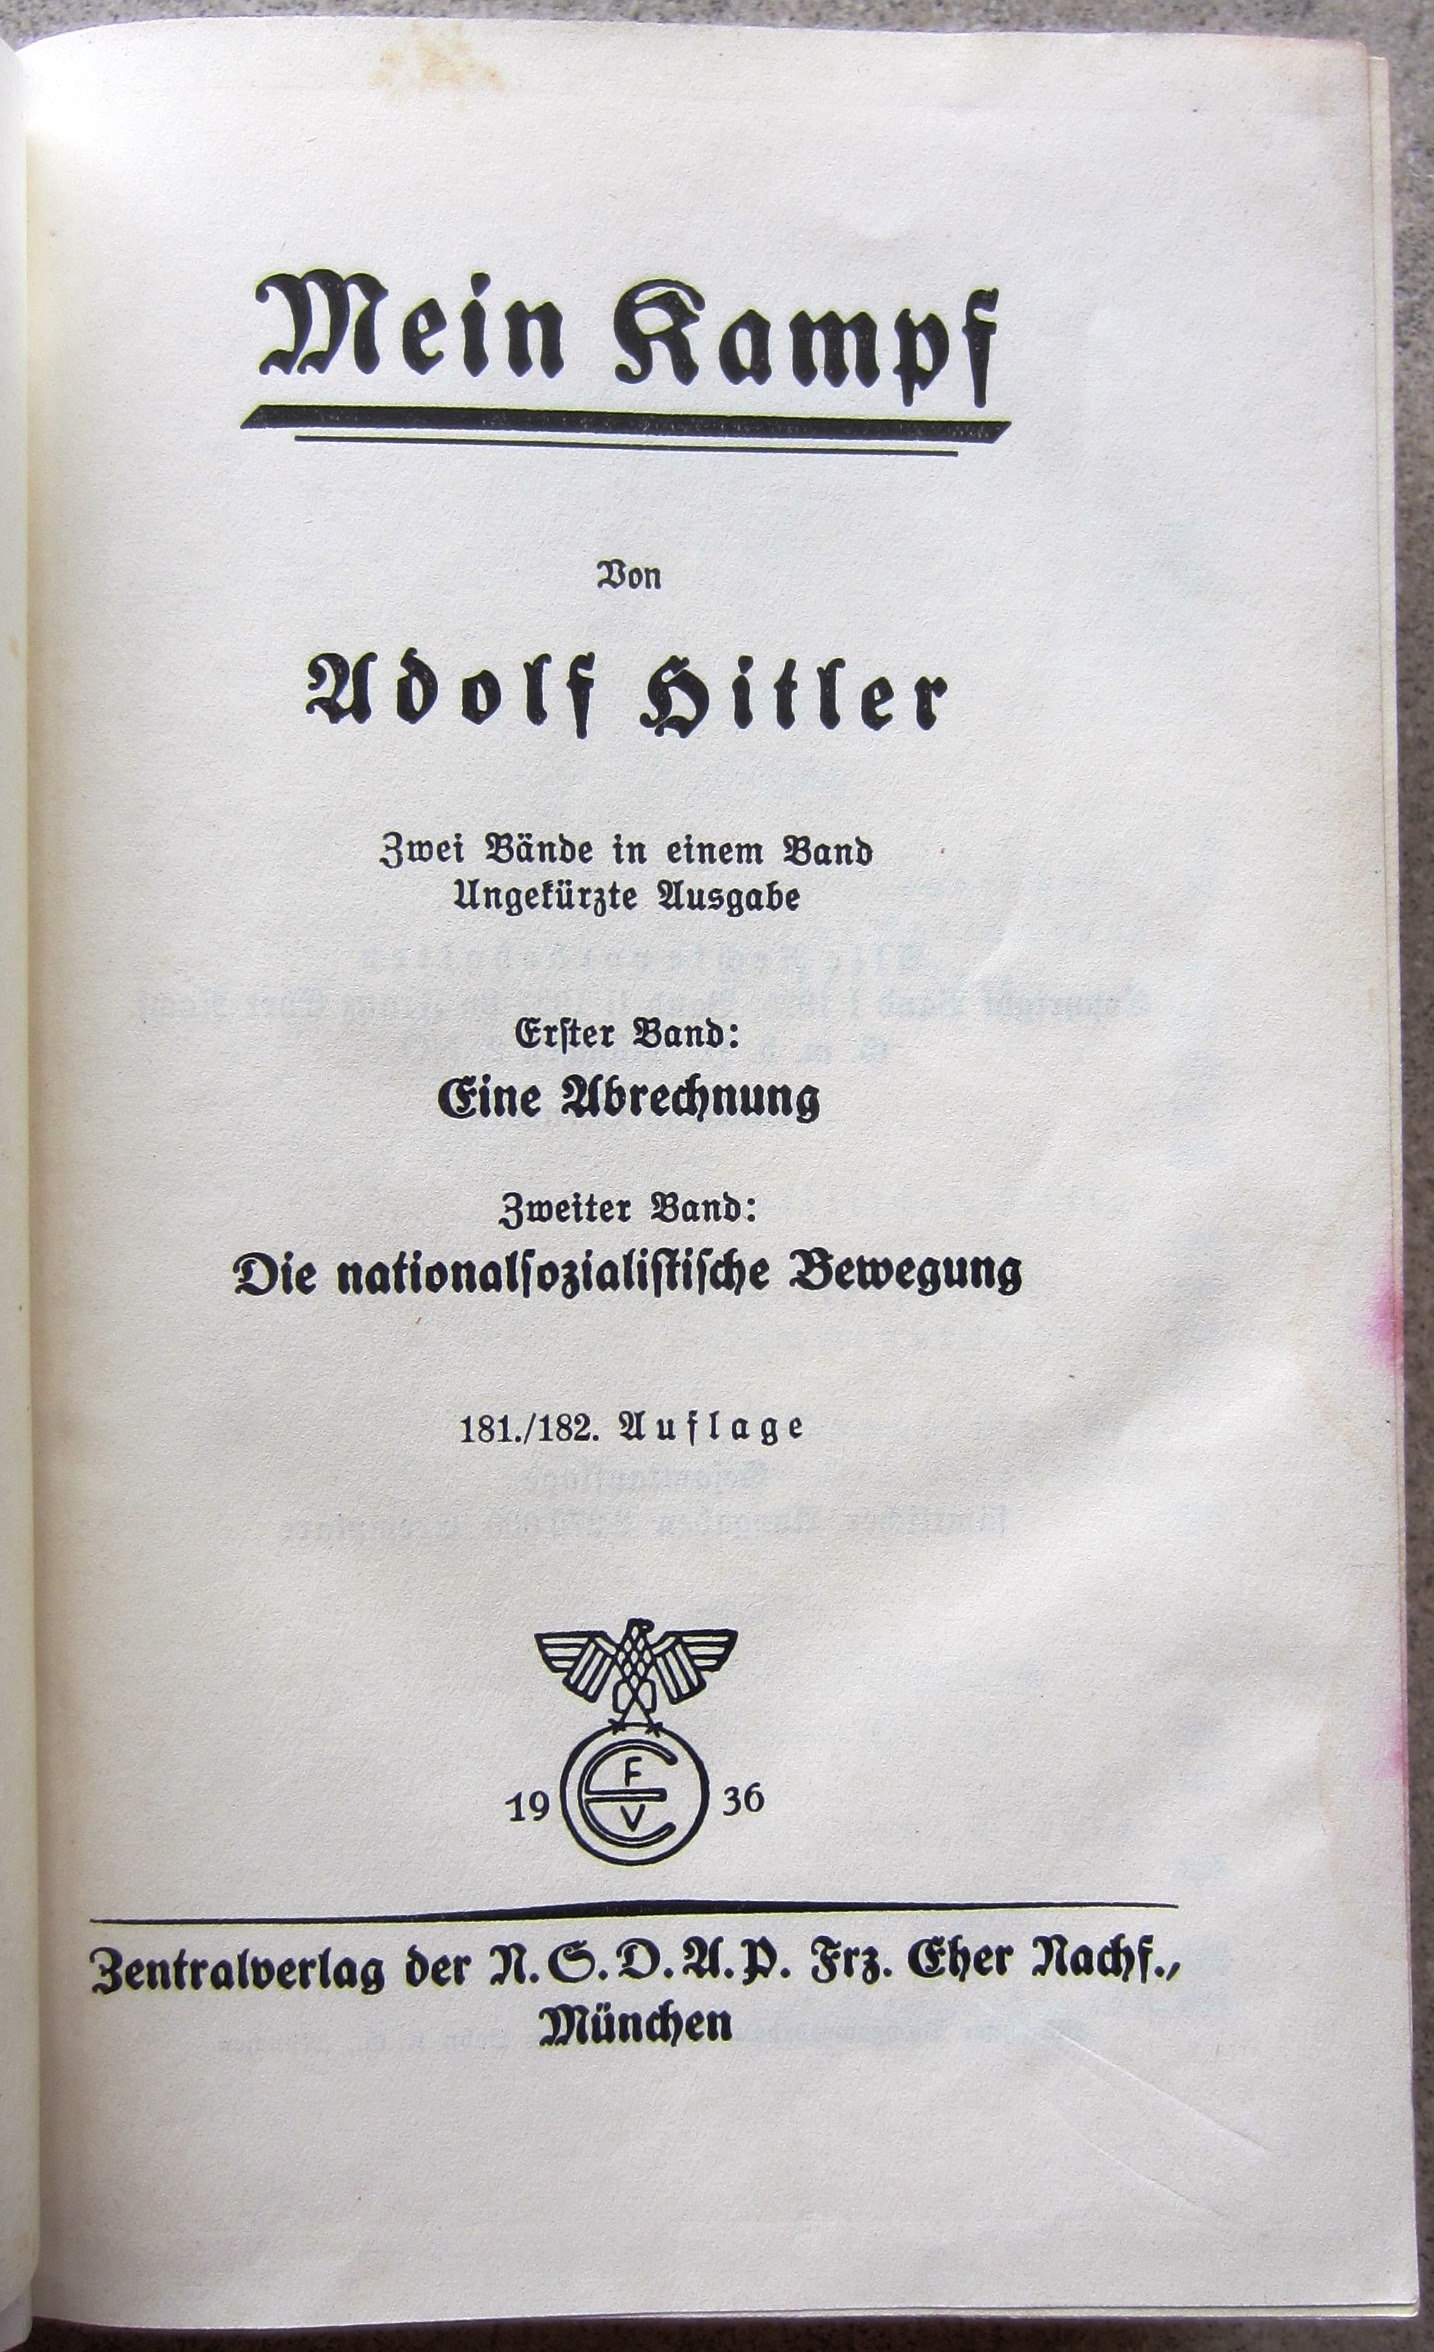 Mein Kampf
Von
Adolf Hitler
Zwei Bände in einem Band
Ungekürzte Ausgabe
Erſter Band:
Eine Abrechnung
Zweiter Band:
Die nationalſozialiſtiſche Bewegung
181./182. Auflage
F
E
V
19 36
Zentralverlag der N.S.D.A.P. Frz. Eher Nachf.,
München